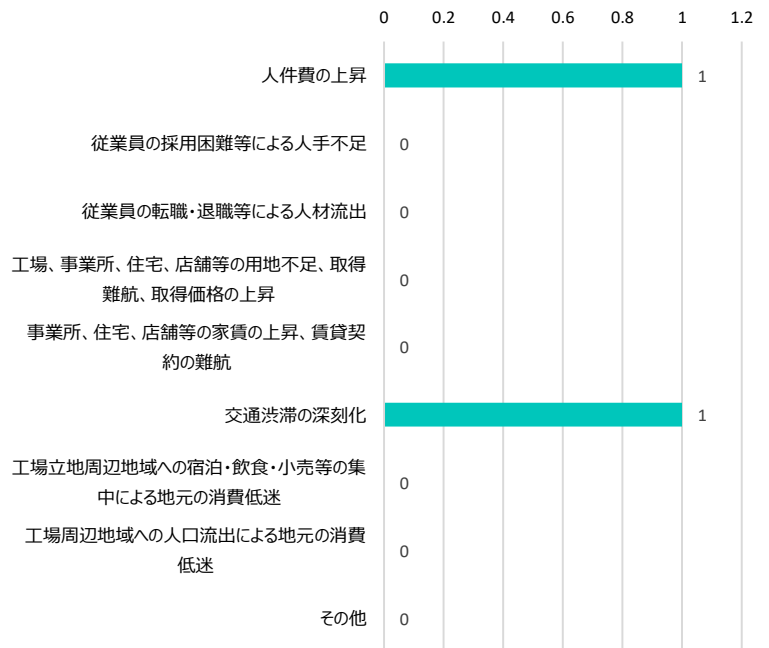 0 0.2 0.4 0.6 0.8 1 1.2
人件費の上昇 1
従業員の採用困難等による人手不足 0
従業員の転職・退職等による人材流出 0
工場、事業所、住宅、店舗等の用地不足、取得
難航、取得価格の上昇 0
事業所、住宅、店舗等の家賃の上昇、賃貸契
約の難航 0
交通渋滞の深刻化 1
工場立地周辺地域への宿泊・飲食・小売等の集
中による地元の消費低迷 0
工場周辺地域への人口流出による地元の消費
低迷 0
その他 0